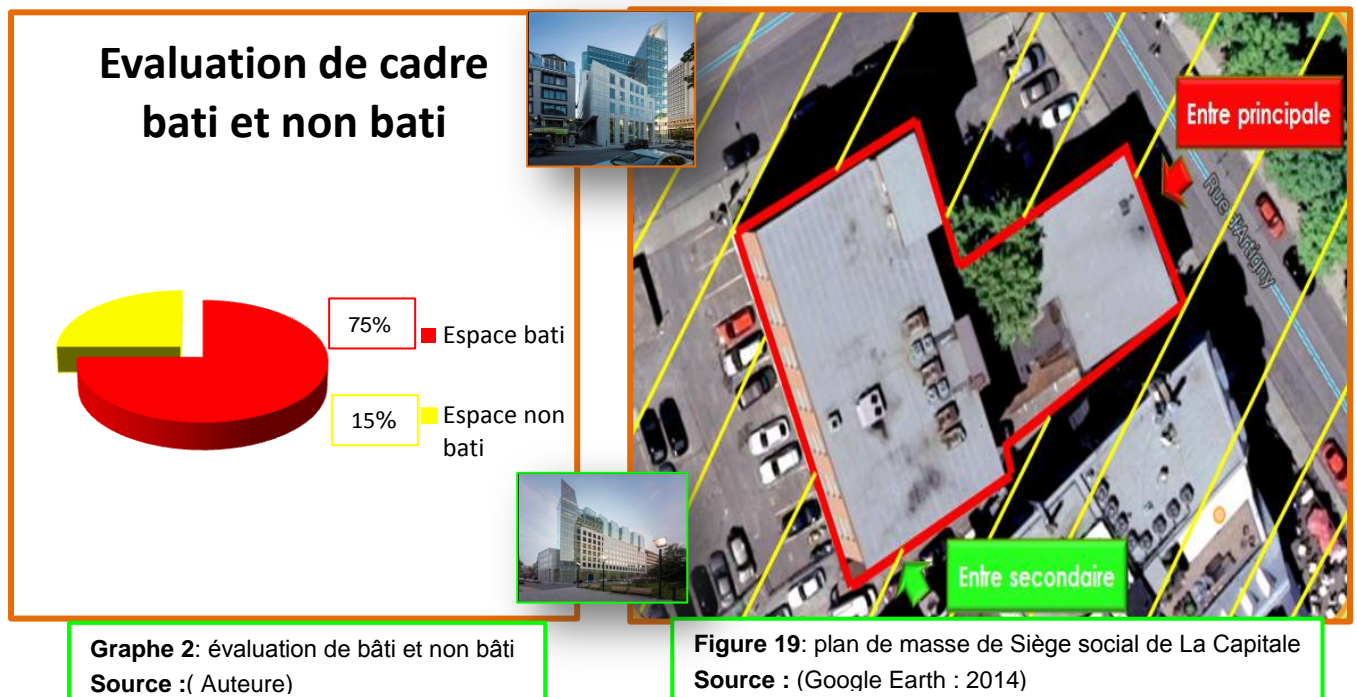 Evaluation de cadre
bati et non bati
75%
Espace bati
15%
Espace non
bati
Graphe 2: évaluation de bâti et non bâti
Source :( Auteure)
Entre principale
Rue d'Artigny
Entre secondaire
Figure 19: plan de masse de Siège social de La Capitale
Source : (Google Earth : 2014)